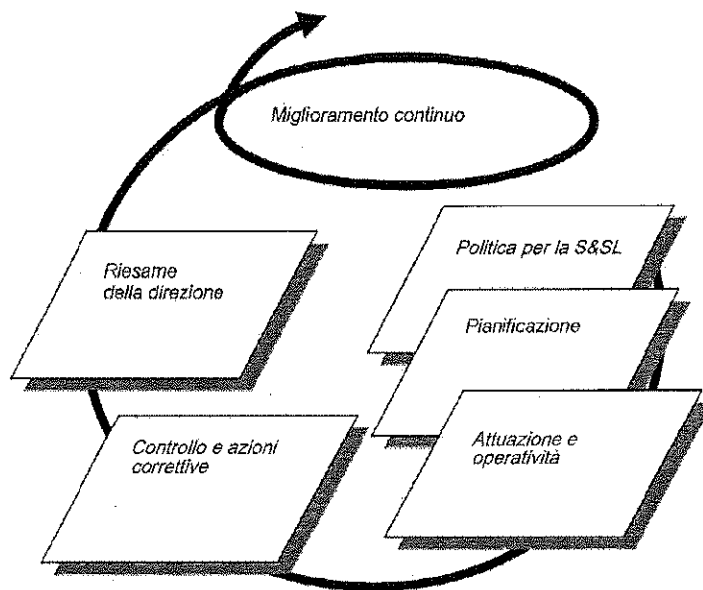 Miglioramento continuo
Politica per la S&SL
Riesame
della direzione
Pianificazione
Controllo e azioni
correttive
Attuazione e
operatività